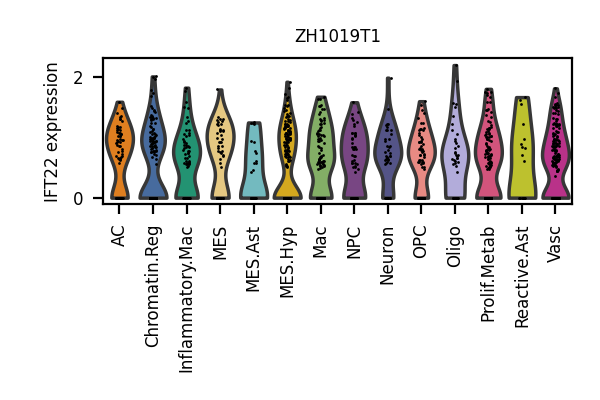 ZH1019T1
IFT22 expression
2
0
AC
Chromatin.Reg
Inflammatory.Mac
MES
MES.Ast
MES.Hyp
Mac
NPC
Neuron
OPC
Oligo
Prolif.Metab
Reactive.Ast
Vasc